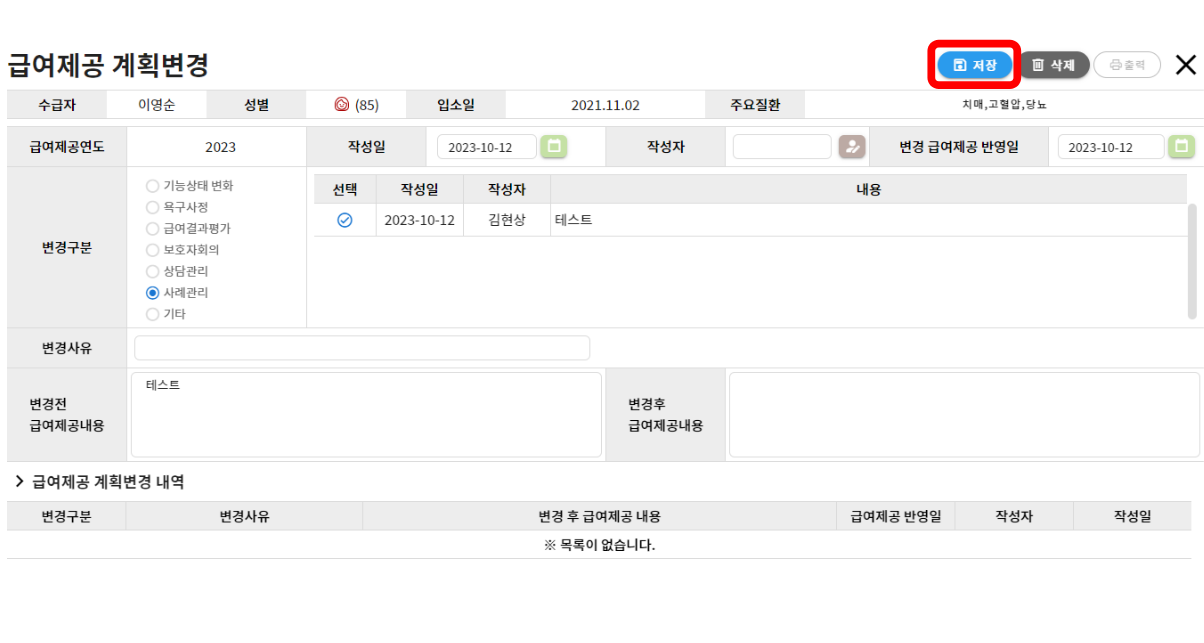 급여제공 계획변경 저장 삭제 출력
수급자 이영순 성별 (85) 입소일 2021.11.02 주요질환 치매,고혈압,당뇨
급여제공연도 2023 작성일 2023-10-12 작성자 변경 급여제공 반영일 2023-10-12
변경구분
기능상태 변화
욕구사정
급여결과평가
보호자회의
상담관리
사례관리
기타
선택 작성일 작성자 내용
2023-10-12 김현상 테스트
변경사유
변경전
급여제공내용
테스트
변경후
급여제공내용
급여제공 계획변경 내역
변경구분 변경사유 변경 후 급여제공 내용 급여제공 반영일 작성자 작성일
※ 목록이 없습니다.